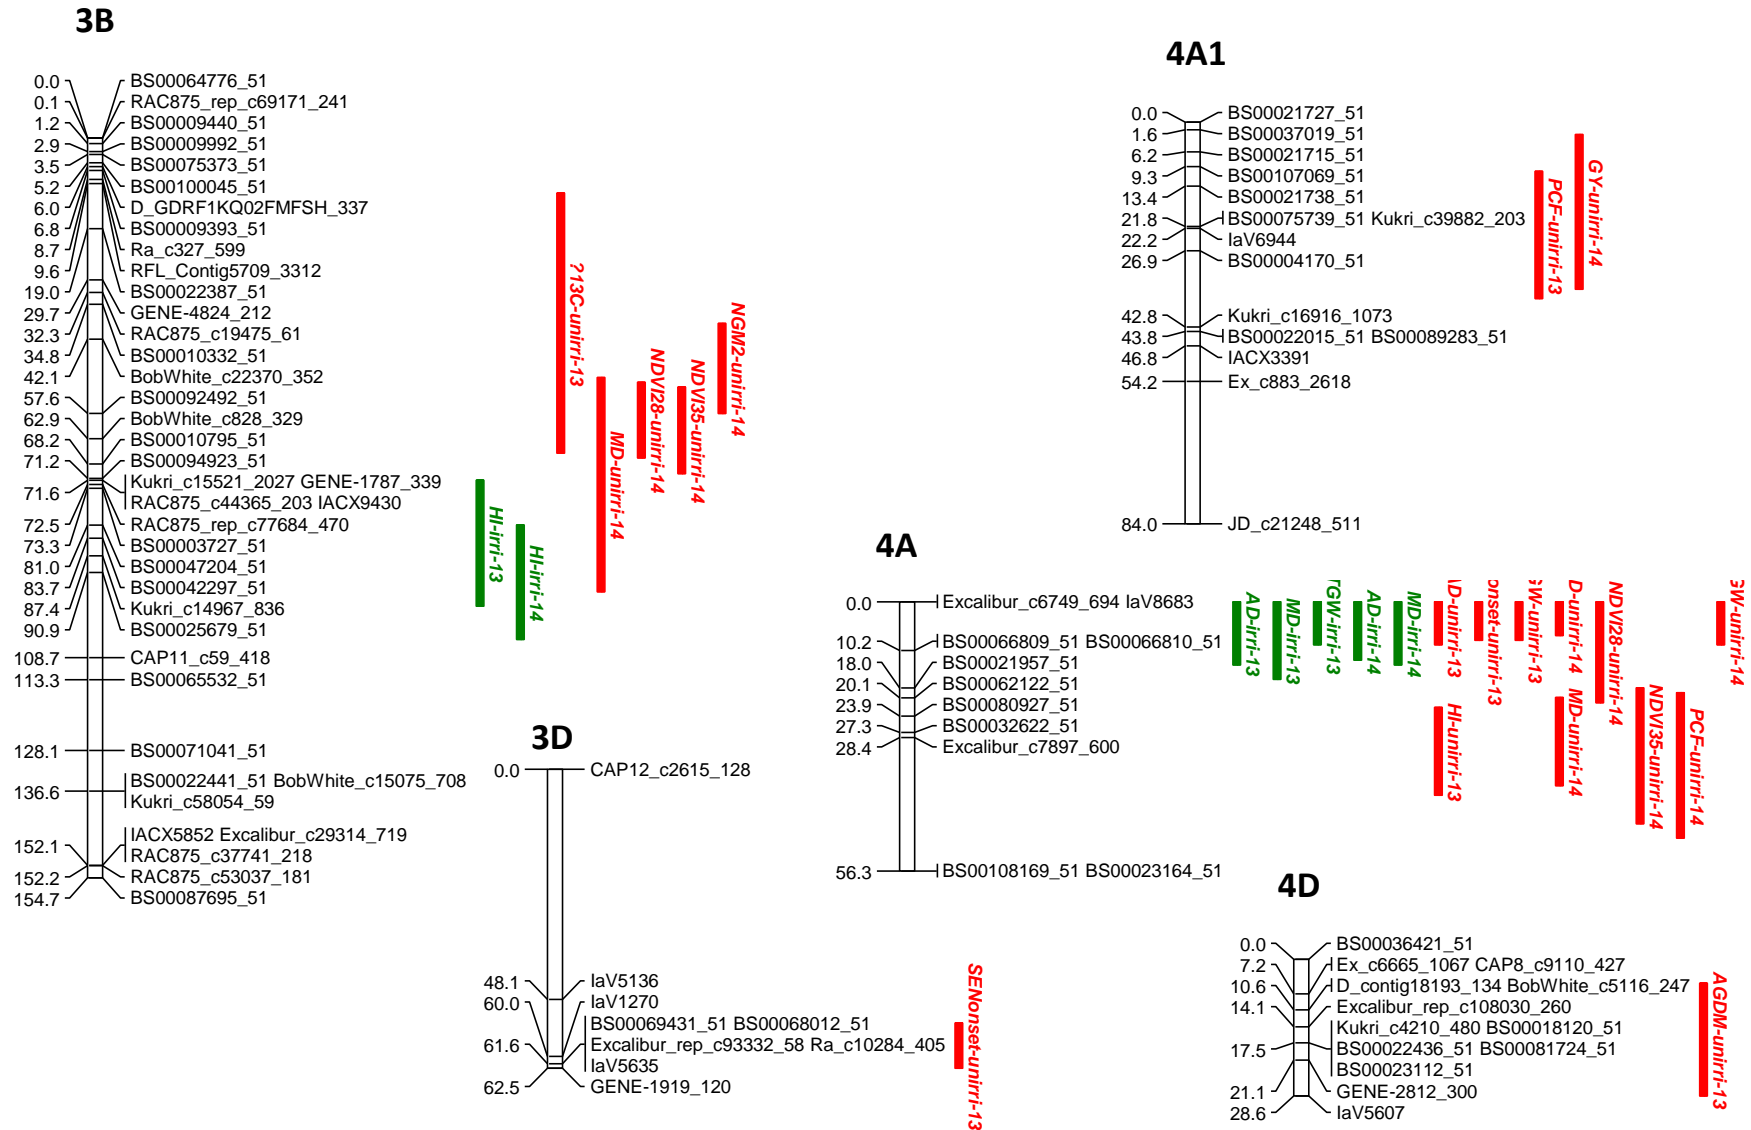 3B
0.0 BS00064776_51
0.1 RAC875_rep_c69171_241
1.2 BS00009440_51
2.9 BS00009992_51
3.5 BS00075373_51
5.2 BS00100045_51
6.0 D_GDRF1KQ02FMFSH_337
6.8 BS00009393_51
8.7 Ra_c327_599
9.6 RFL_Contig5709_3312
19.0 BS00022387_51
29.7 GENE-4824_212
32.3 RAC875_c19475_61
34.8 BS00010332_51
42.1 BobWhite_c22370_352
57.6 BS00092492_51
62.9 BobWhite_c828_329
68.2 BS00010795_51
71.2 BS00094923_51
71.6 Kukri_c15521_2027 GENE-1787_339
RAC875_c44365_203 IACX9430
72.5 RAC875_rep_c77684_470
73.3 BS00003727_51
81.0 BS00047204_51
83.7 BS00042297_51
87.4 Kukri_c14967_836
90.9 BS00025679_51
108.7 CAP11_c59_418
113.3 BS00065532_51
128.1 BS00071041_51
136.6 BS00022441_51 BobWhite_c15075_708
Kukri_c58054_59
152.1 IACX5852 Excalibur_c29314_719
RAC875_c37741_218
152.2 RAC875_c53037_181
154.7 BS00087695_51
HI-irri-13
HI-irri-14
?13C-unirri-13
MD-unirri-14
NDVI28-unirri-14
NDVI35-unirri-14
NGM2-unirri-14
3D
0.0 CAP12_c2615_128
48.1 IaV5136
60.0 IaV1270
61.6 BS00069431_51 BS00068012_51
Excalibur_rep_c93332_58 Ra_c10284_405
IaV5635
62.5 GENE-1919_120
SENonset-unirri-13
4A1
0.0 BS00021727_51
1.6 BS00037019_51
6.2 BS00021715_51
9.3 BS00107069_51
13.4 BS00021738_51
21.8 BS00075739_51 Kukri_c39882_203
22.2 IaV6944
26.9 BS00004170_51
42.8 Kukri_c16916_1073
43.8 BS00022015_51 BS00089283_51
46.8 IACX3391
54.2 Ex_c883_2618
84.0 JD_c21248_511
PCF-unirri-13
GY-unirri-14
4A
0.0 Excalibur_c6749_694 IaV8683
10.2 BS00066809_51 BS00066810_51
18.0 BS00021957_51
20.1 BS00062122_51
23.9 BS00080927_51
27.3 BS00032622_51
28.4 Excalibur_c7897_600
56.3 BS00108169_51 BS00023164_51
AD-irri-13
MD-irri-13
TGW-irri-13
AD-irri-14
MD-irri-14
D-unirri-13
HI-unirri-13
onset-unirri-13
W-unirri-13
D-unirri-14
MD-unirri-14
NDVI28-unirri-14
NDVI35-unirri-14
PCF-unirri-14
GW-unirri-14
4D
0.0 BS00036421_51
7.2 Ex_c6665_1067 CAP8_c9110_427
10.6 D_contig18193_134 BobWhite_c5116_247
14.1 Excalibur_rep_c108030_260
17.5 Kukri_c4210_480 BS00018120_51
BS00022436_51 BS00081724_51
BS00023112_51
21.1 GENE-2812_300
28.6 IaV5607
AGDM-unirri-13